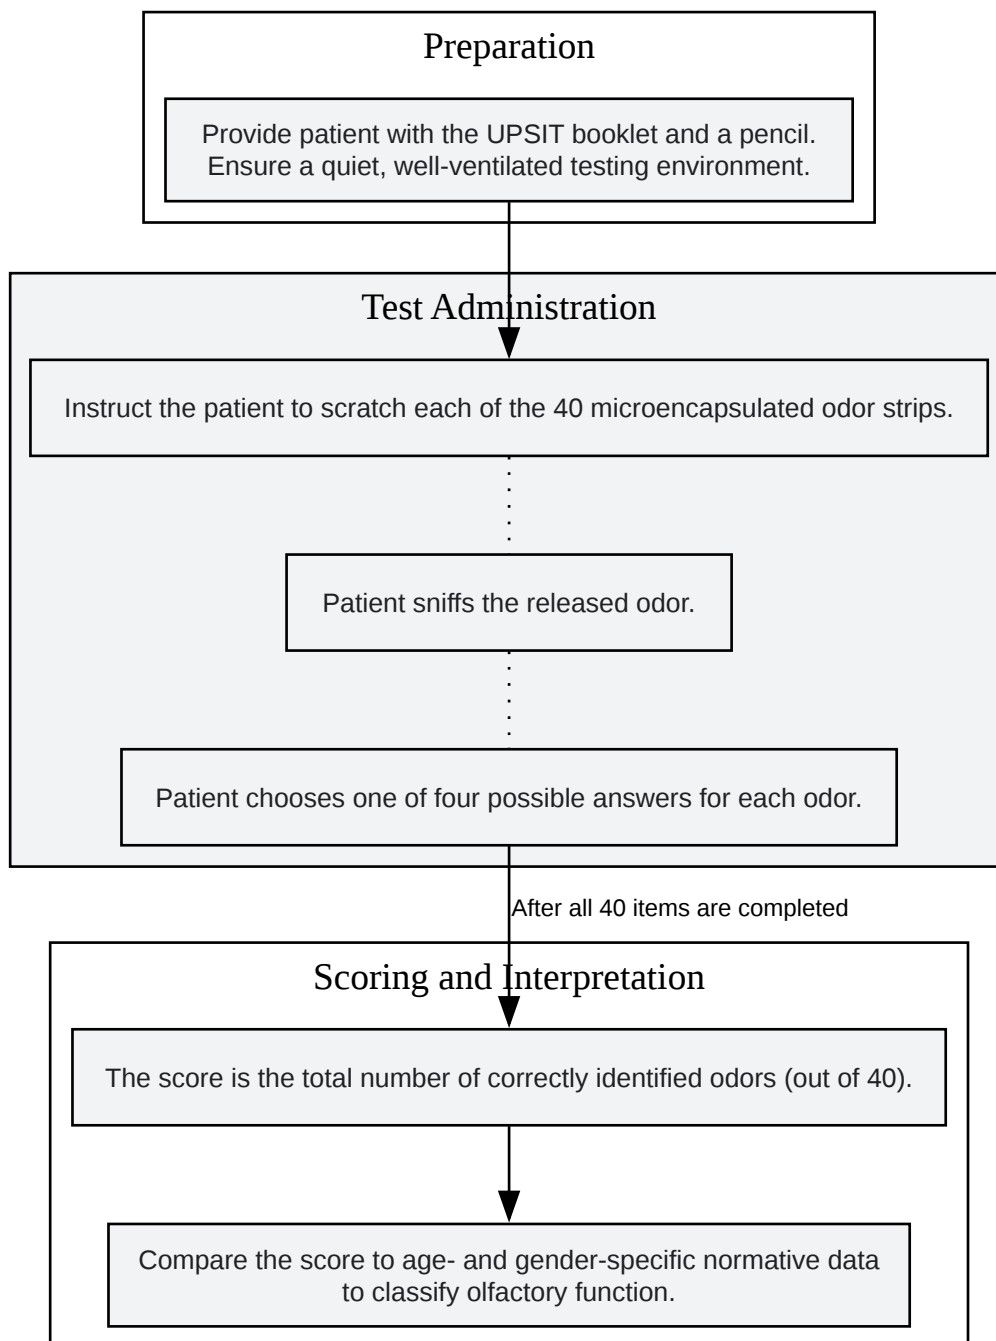 Preparation
Provide patient with the UPSIT booklet and a pencil.
Ensure a quiet, well-ventilated testing environment.
Test Administration
Instruct the patient to scratch each of the 40 microencapsulated odor strips.
Patient sniffs the released odor.
Patient chooses one of four possible answers for each odor.
After all 40 items are completed
Scoring and Interpretation
The score is the total number of correctly identified odors (out of 40).
Compare the score to age- and gender-specific normative data
to classify olfactory function.